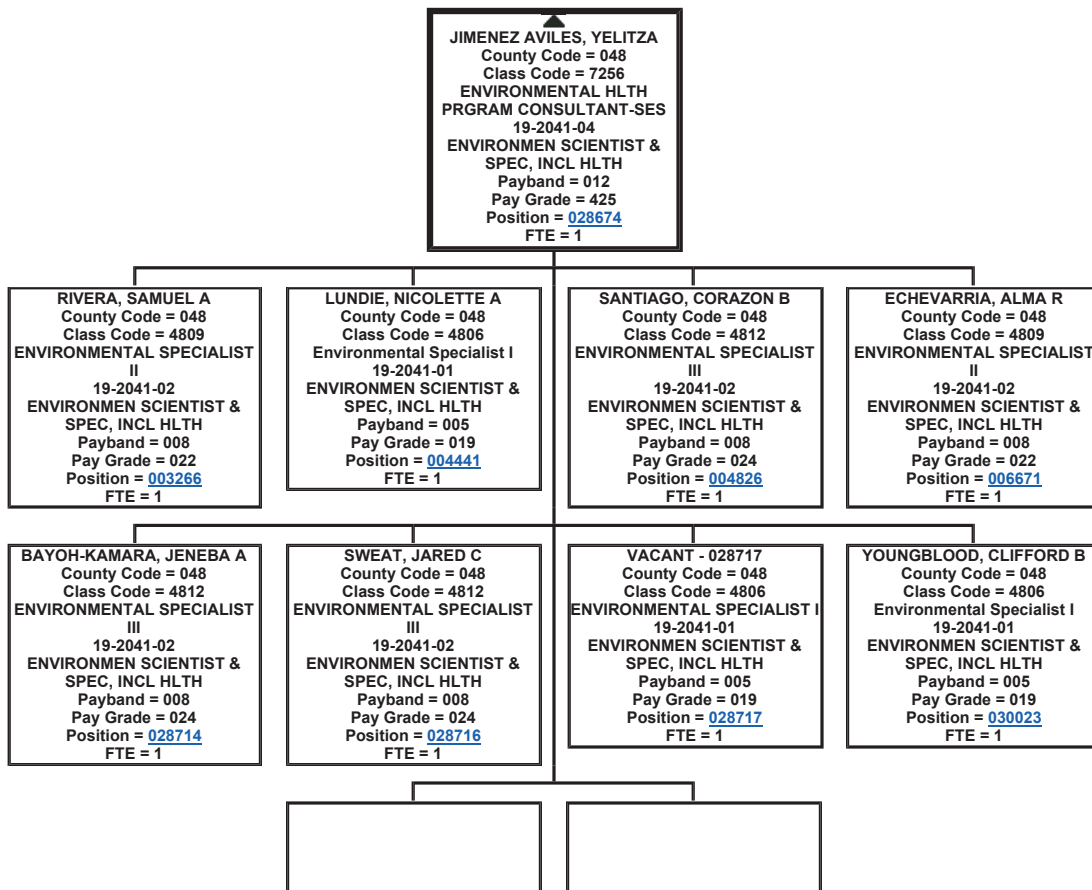 JIMENEZ AVILES, YELITZA
County Code = 048
Class Code = 7256
ENVIRONMENTAL HLTH
PRGRAM CONSULTANT-SES
19-2041-04
ENVIRONMEN SCIENTIST &
SPEC, INCL HLTH
Payband = 012
Pay Grade = 425
Position = 028674
FTE = 1
RIVERA, SAMUEL A
County Code = 048
Class Code = 4809
ENVIRONMENTAL SPECIALIST
II
19-2041-02
ENVIRONMEN SCIENTIST &
SPEC, INCL HLTH
Payband = 008
Pay Grade = 022
Position = 003266
FTE = 1
LUNDIE, NICOLETTE A
County Code = 048
Class Code = 4806
Environmental Specialist I
19-2041-01
ENVIRONMEN SCIENTIST &
SPEC, INCL HLTH
Payband = 005
Pay Grade = 019
Position = 004441
FTE = 1
SANTIAGO, CORAZON B
County Code = 048
Class Code = 4812
ENVIRONMENTAL SPECIALIST
III
19-2041-02
ENVIRONMEN SCIENTIST &
SPEC, INCL HLTH
Payband = 008
Pay Grade = 024
Position = 004826
FTE = 1
ECHEVARRIA, ALMA R
County Code = 048
Class Code = 4809
ENVIRONMENTAL SPECIALIST
II
19-2041-02
ENVIRONMEN SCIENTIST &
SPEC, INCL HLTH
Payband = 008
Pay Grade = 022
Position = 006671
FTE = 1
BAYOH-KAMARA, JENEBA A
County Code = 048
Class Code = 4812
ENVIRONMENTAL SPECIALIST
III
19-2041-02
ENVIRONMEN SCIENTIST &
SPEC, INCL HLTH
Payband = 008
Pay Grade = 024
Position = 028714
FTE = 1
SWEAT, JARED C
County Code = 048
Class Code = 4812
ENVIRONMENTAL SPECIALIST
III
19-2041-02
ENVIRONMEN SCIENTIST &
SPEC, INCL HLTH
Payband = 008
Pay Grade = 024
Position = 028716
FTE = 1
VACANT - 028717
County Code = 048
Class Code = 4806
ENVIRONMENTAL SPECIALIST I
19-2041-01
ENVIRONMEN SCIENTIST &
SPEC, INCL HLTH
Payband = 005
Pay Grade = 019
Position = 028717
FTE = 1
YOUNGBLOOD, CLIFFORD B
County Code = 048
Class Code = 4806
Environmental Specialist I
19-2041-01
ENVIRONMEN SCIENTIST &
SPEC, INCL HLTH
Payband = 005
Pay Grade = 019
Position = 030023
FTE = 1